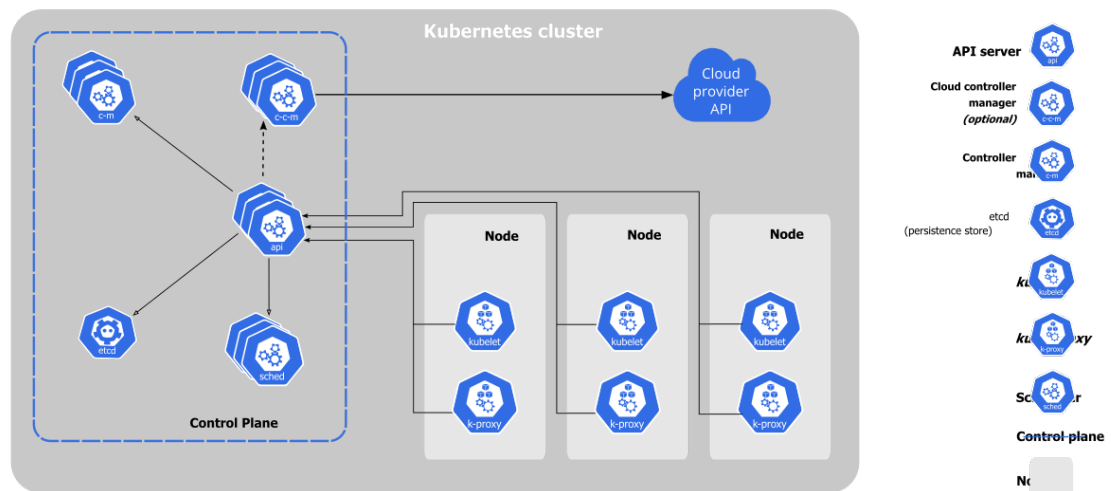 Kubernetes cluster
c-m
c-c-m
Cloud
provider
API
api
Node
Node
Node
etcd
sched
kubelet
kubelet
kubelet
k-proxy
k-proxy
k-proxy
Control Plane
API server
api
Cloud controller
manager
(optional)
c-c-m
Controller
c-m
etcd
(persistence store)
etcd
kubelet
k-proxy
sched
Control plane